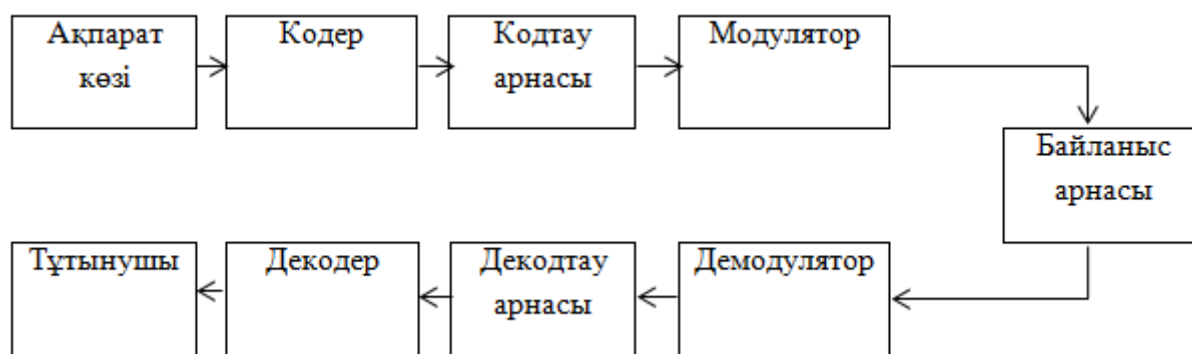 Ақпарат
көзі
Кодер
Кодтау
арнасы
Модулятор
Байланыс
арнасы
Тұтынушы
Декодер
Декодтау
арнасы
Демодулятор